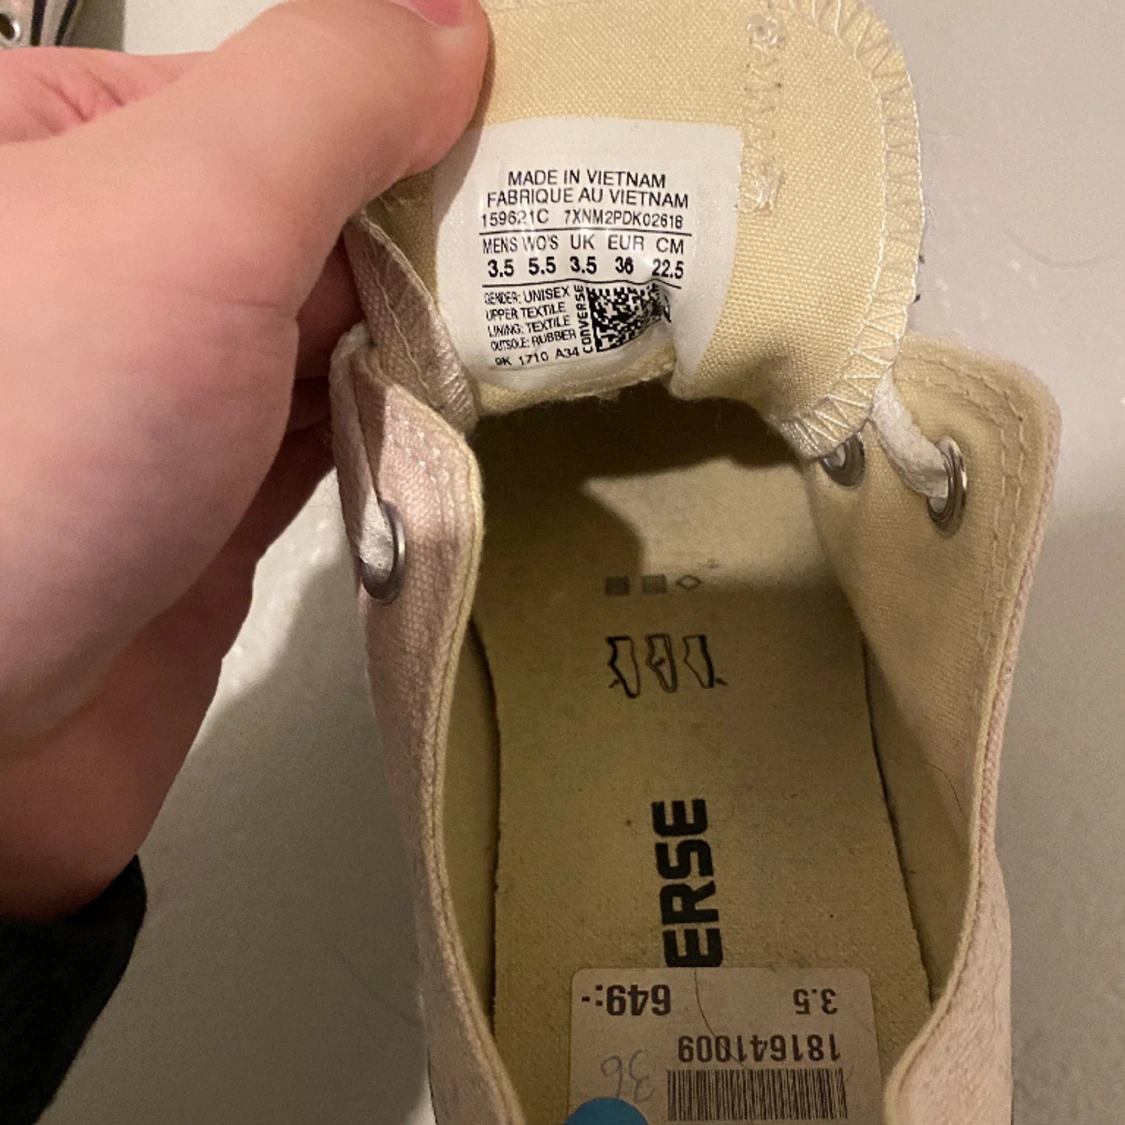 MADE IN VIETNAM
FABRIQUE AU VIETNAM
159621C 7XNM2PDK02618
MENS WO'S UK EUR CM
3.5 5.5 3.5 36 22.5
GENDER: UNISEX
UPPER TEXTILE
LINING: TEXTILE
OUTSOLE: RUBBER
9K 1710 A34
CONVERSE
ERSE
649:- 3.5
181641009
36